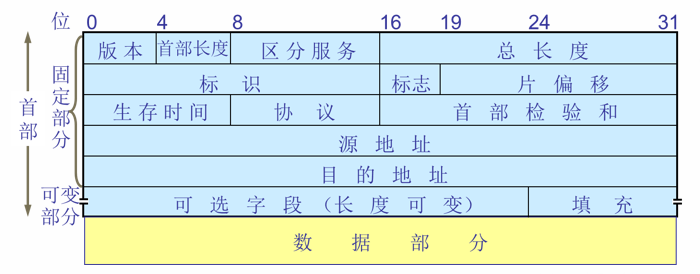 位 0 4 8 16 19 24 31
版本 首部长度 区分服务 总长度
标识 标志 片偏移
生存时间 协议 首部检验和
源地址
目的地址
可选字段（长度可变） 填充
数据部分
首部
固定部分
可变部分